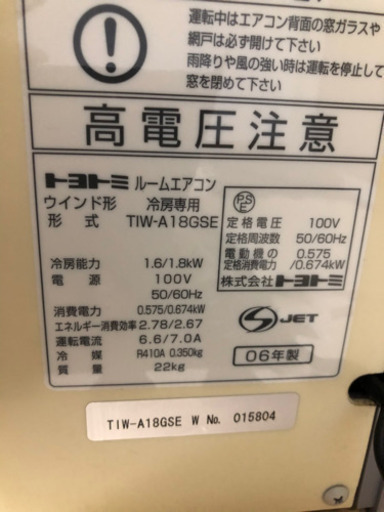 運転中はエアコン背面の窓ガラスや
網戸は必ず開けて下さい
雨降りや風の強い時は運転を停止して
窓を閉めて下さい
高電圧注意
トヨトミ ルームエアコン
ウインド形 冷房専用
形 式 TIW-A18GSE
冷房能力 1.6/1.8kW
電 源 100V
50/60Hz
消費電力 0.575/0.674kW
エネルギー消費効率 2.78/2.67
運転電流 6.6/7.0A
冷 媒 R410A 0.350kg
質 量 22kg
PSE
定格電圧 100V
定格周波数 50/60Hz
電動機の 0.575
定格消費電力 /0.674kW
株式会社トヨトミ
JET
06年製
TIW-A18GSE W No. 015804